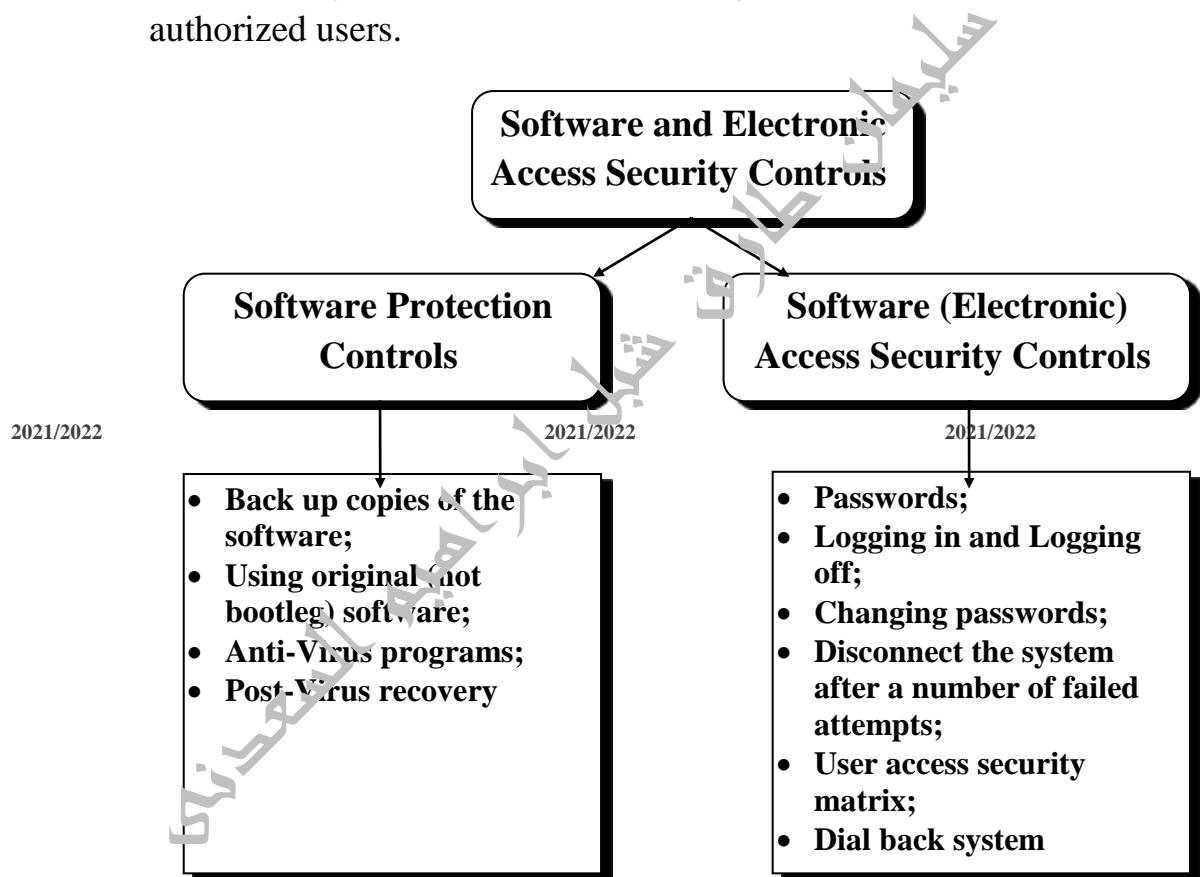 authorized users.
Software and Electronic
Access Security Controls
Software Protection
Controls
Software (Electronic)
Access Security Controls
2021/2022 2021/2022 2021/2022
• Back up copies of the
software;
• Using original (not
bootleg) software;
• Anti-Virus programs;
• Post-Virus recovery
• Passwords;
• Logging in and Logging
off;
• Changing passwords;
• Disconnect the system
after a number of failed
attempts;
• User access security
matrix;
• Dial back system
طارق
ابراهيم